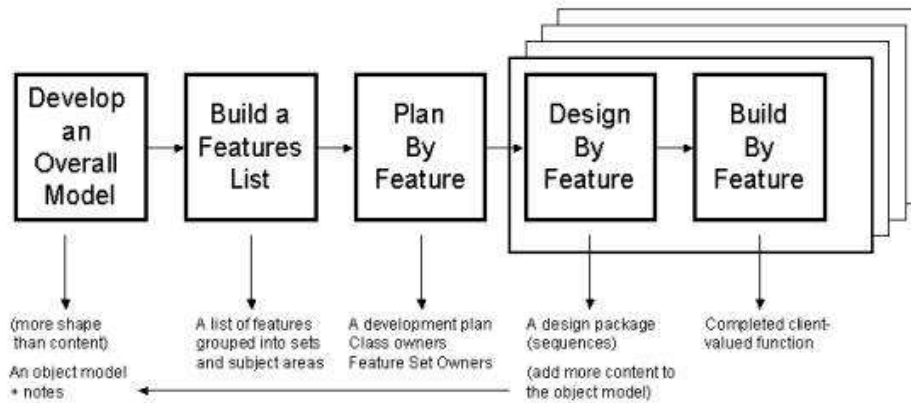 Develop
an
Overall
Model
Build a
Features
List
Plan
By
Feature
Design
By
Feature
Build
By
Feature
(more shape
than content)
An object model
+ notes
A list of features
grouped into sets
and subject areas
A development plan
Class owners
Feature Set Owners
A design package
(sequences)
(add more content to
the object model)
Completed client-
valued function